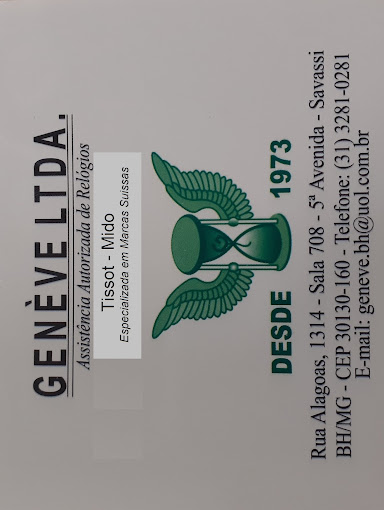 GENÈVE LTDA.
Assistência Autorizada de Relógios
Tissot - Mido
Especializada em Marcas Suissas
DESDE 1973
Rua Alagoas, 1314 - Sala 708 - 5ª Avenida - Savassi
BH/MG - CEP 30130-160 - Telefone: (31) 3281-0281
E-mail: geneve.bh@uol.com.br